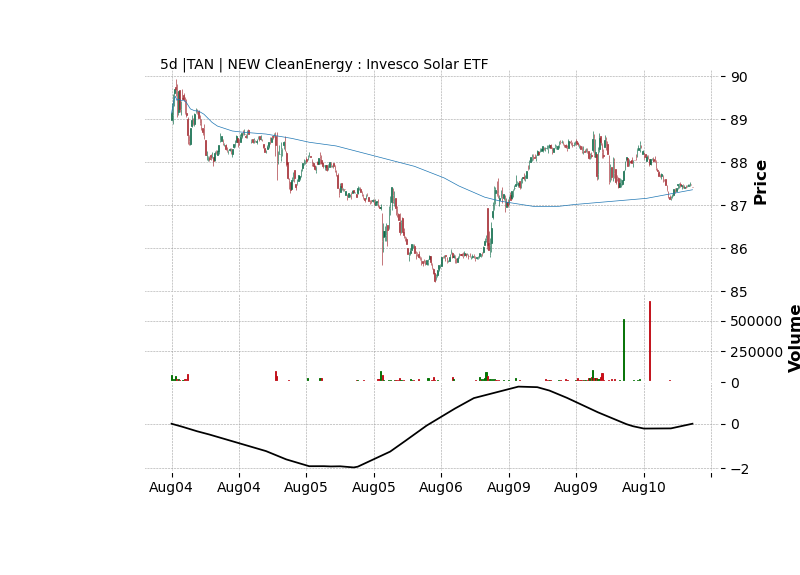 5d |TAN | NEW CleanEnergy : Invesco Solar ETF
90
89
88
87
86
85
Price
500000
250000
0
Volume
0
−2
Aug04 Aug04 Aug05 Aug05 Aug06 Aug09 Aug09 Aug10